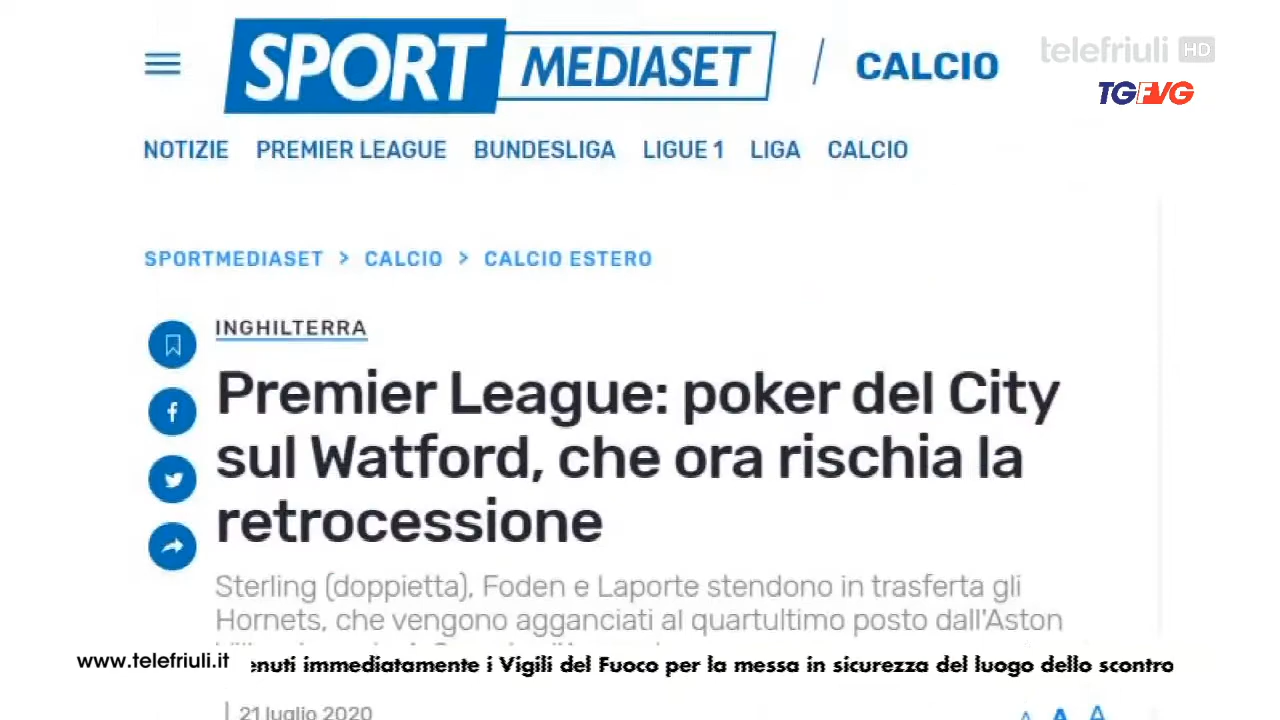 SPORT MEDIASET / CALCIO
telefriuli HD
TGFVG
NOTIZIE PREMIER LEAGUE BUNDESLIGA LIGUE 1 LIGA CALCIO
SPORTMEDIASET > CALCIO > CALCIO ESTERO
INGHILTERRA
Premier League: poker del City
sul Watford, che ora rischia la
retrocessione
Sterling (doppietta), Foden e Laporte stendono in trasferta gli
Hornets, che vengono agganciati al quartultimo posto dall'Aston
www.telefriuli.it enuti immediatamente i Vigili del Fuoco per la messa in sicurezza del luogo dello scontro
21 luglio 2020
A A A